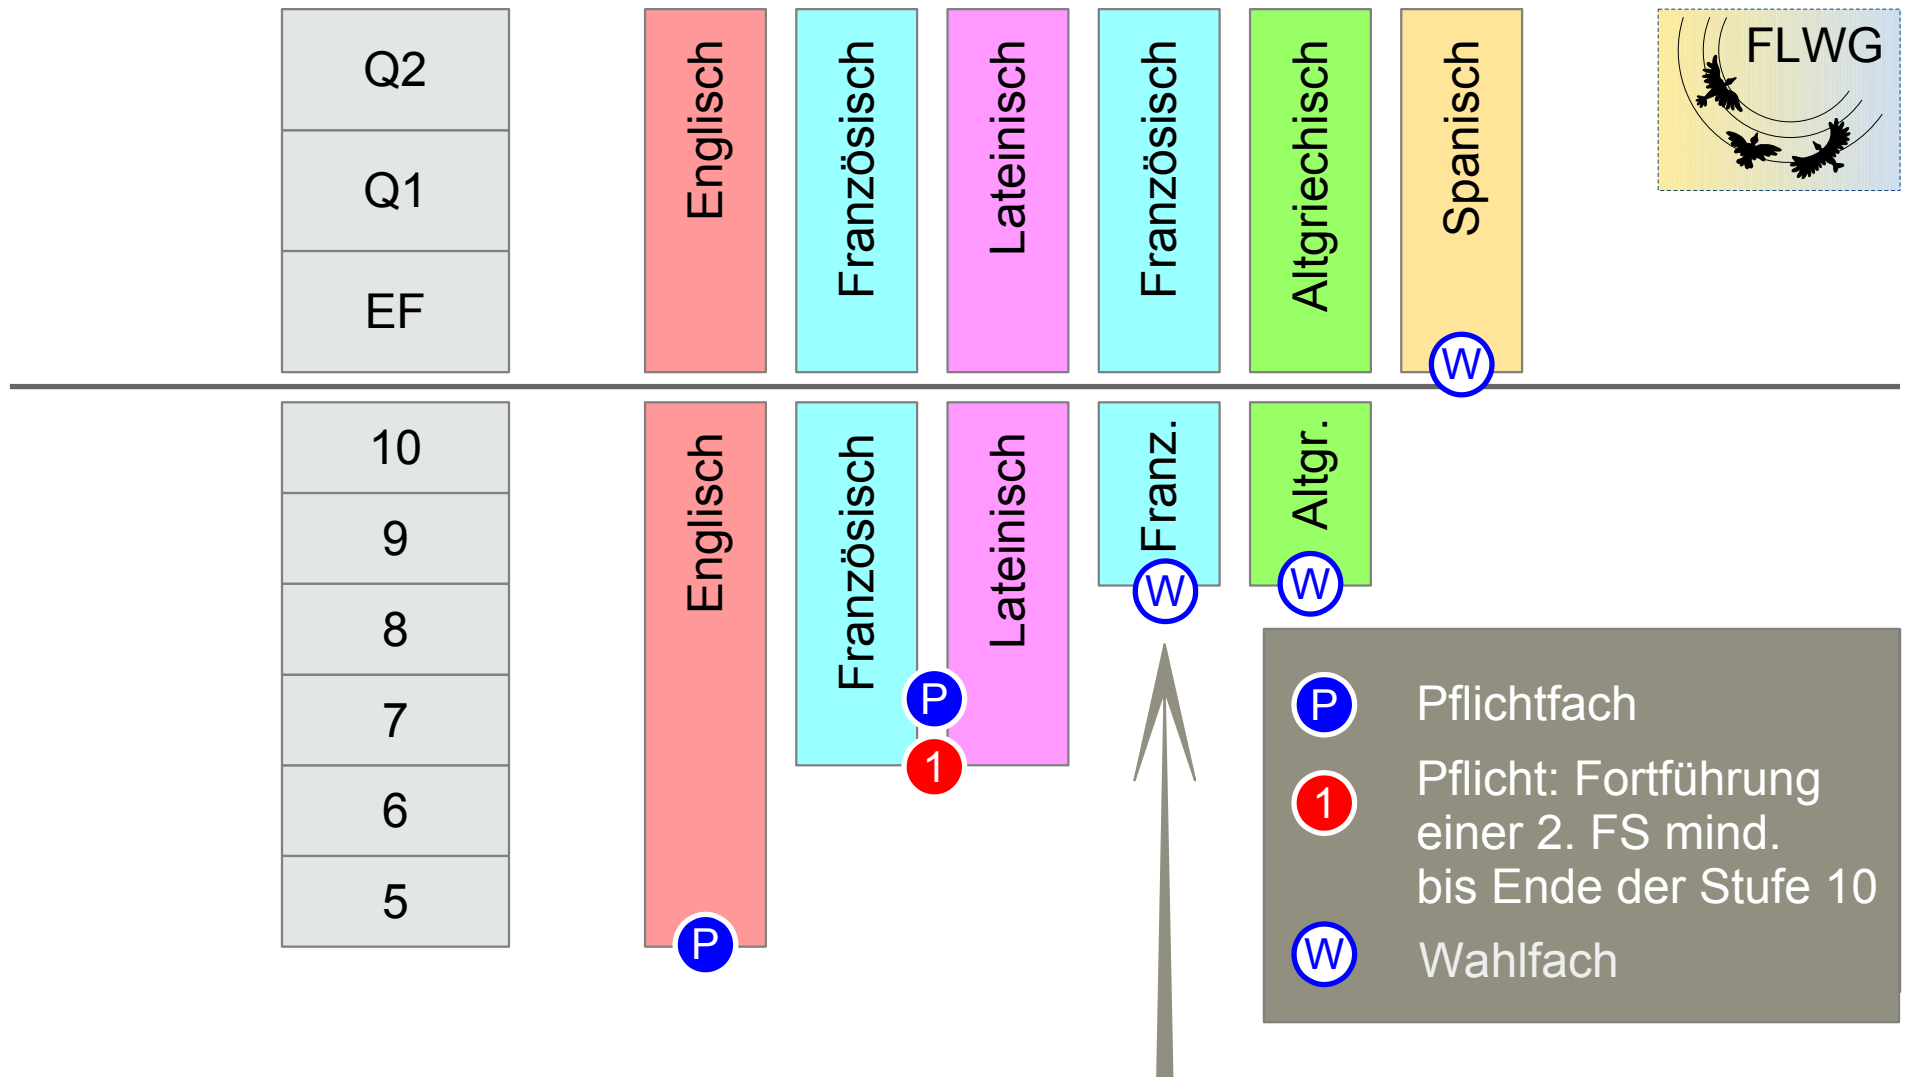 Q2
Q1
EF
Englisch
Französisch
Lateinisch
Französisch
Altgriechisch
Spanisch
W
FLWG
10
9
8
7
6
5
Englisch
P
Französisch
Lateinisch
P
1
Franz.
W
Altgr.
W
P Pflichtfach
1 Pflicht: Fortführung
einer 2. FS mind.
bis Ende der Stufe 10
W Wahlfach